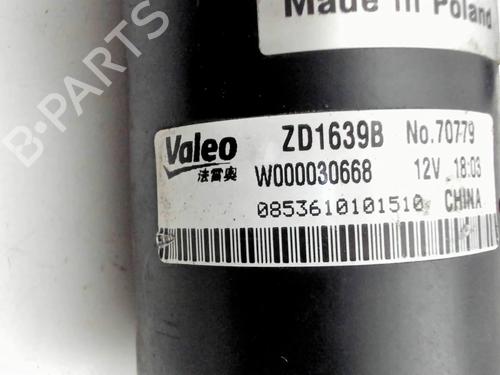 Made in Poland
Valeo ZD1639B No.70779
法雷奥 W000030668 12V 18:03
0853610101510 CHINA
B-PARTS